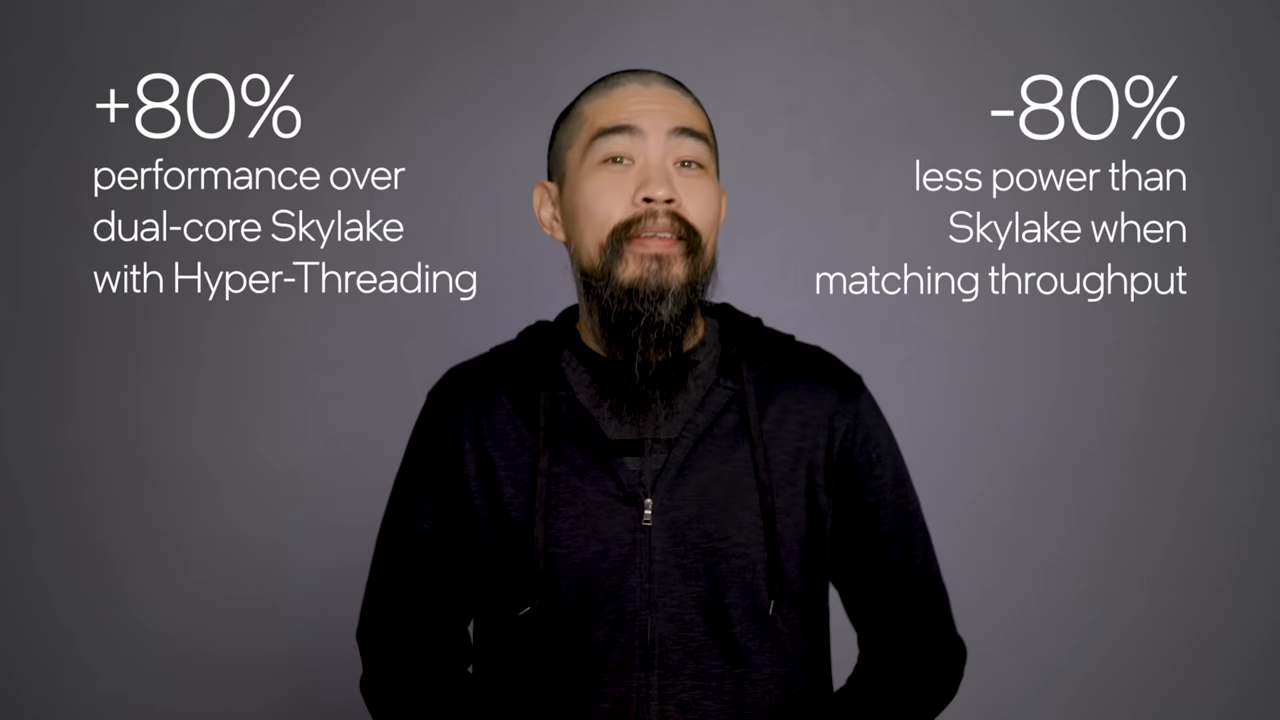 +80%
performance over
dual-core Skylake
with Hyper-Threading
-80%
less power than
Skylake when
matching throughput